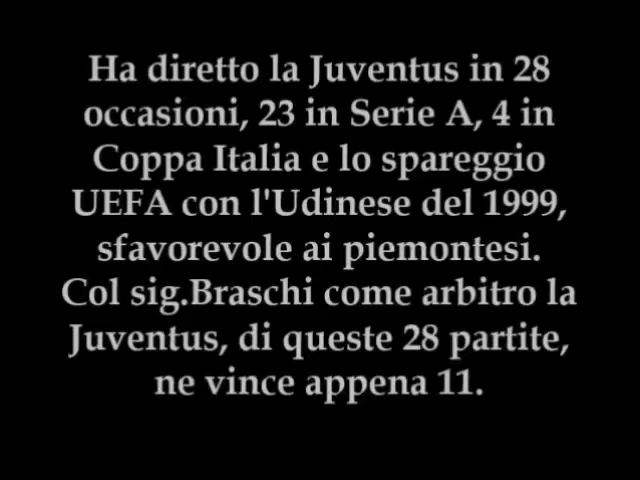 Ha diretto la Juventus in 28
occasioni, 23 in Serie A, 4 in
Coppa Italia e lo spareggio
UEFA con l'Udinese del 1999,
sfavorevole ai piemontesi.
Col sig.Braschi come arbitro la
Juventus, di queste 28 partite,
ne vince appena 11.